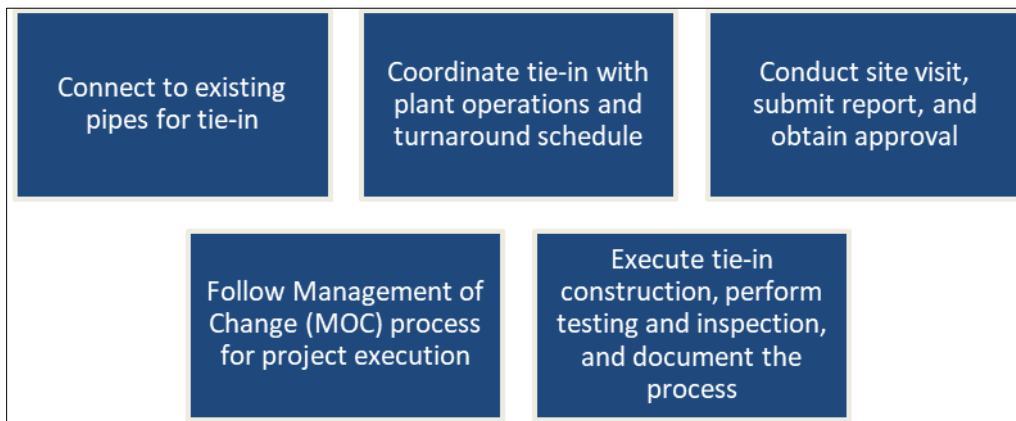 Connect to existing
pipes for tie-in
Coordinate tie-in with
plant operations and
turnaround schedule
Conduct site visit,
submit report, and
obtain approval
Follow Management of
Change (MOC) process
for project execution
Execute tie-in
construction, perform
testing and inspection,
and document the
process